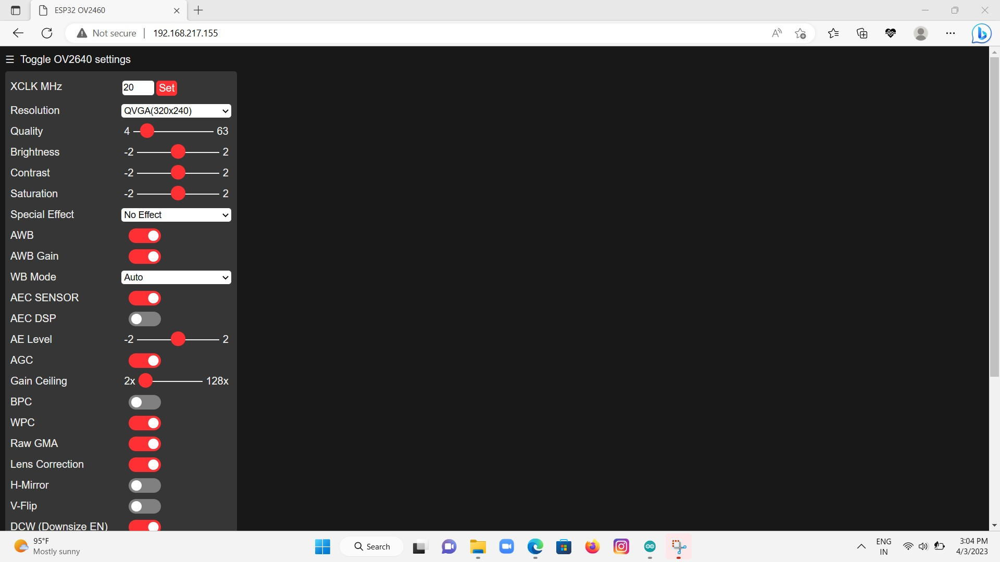 ESP32 OV2460
Not secure | 192.168.217.155
☰ Toggle OV2640 settings
XCLK MHz 20 Set
Resolution QVGA(320x240)
Quality 4 63
Brightness -2 2
Contrast -2 2
Saturation -2 2
Special Effect No Effect
AWB
AWB Gain
WB Mode Auto
AEC SENSOR
AEC DSP
AE Level -2 2
AGC
Gain Ceiling 2x 128x
BPC
WPC
Raw GMA
Lens Correction
H-Mirror
V-Flip
DCW (Downsize EN)
95°F
Mostly sunny
Search
ENG
IN
3:04 PM
4/3/2023